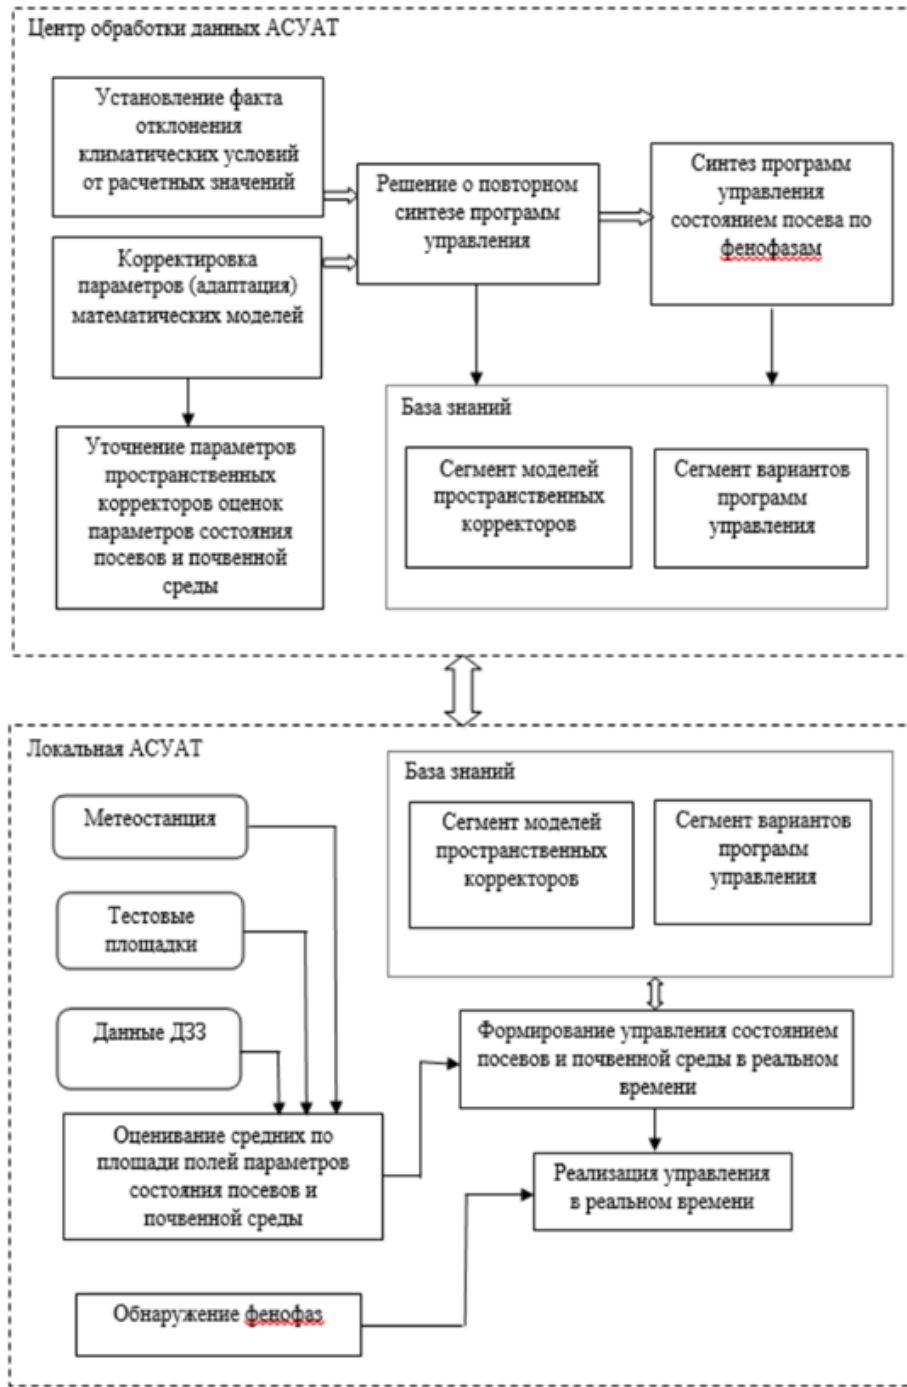 Центр обработки данных АСУАТ
Установление факта
отклонения
климатических условий
от расчетных значений
Решение о повторном
синтезе программ
управления
Синтез программ
управления
состоянием посева по
фенофазам
Корректировка
параметров (адаптация)
математических моделей
Уточнение параметров
пространственных
корректоров оценок
параметров состояния
посевов и почвенной
среды
База знаний
Сегмент моделей
пространственных
корректоров
Сегмент вариантов
программ
управления
Локальная АСУАТ
База знаний
Сегмент моделей
пространственных
корректоров
Сегмент вариантов
программ
управления
Метеостанция
Тестовые
площадки
Данные ДЗЗ
Формирование управления состоянием
посевов и почвенной среды в реальном
времени
Оценивание средних по
площади полей параметров
состояния посевов и
почвенной среды
Реализация управления
в реальном времени
Обнаружение фенофаз